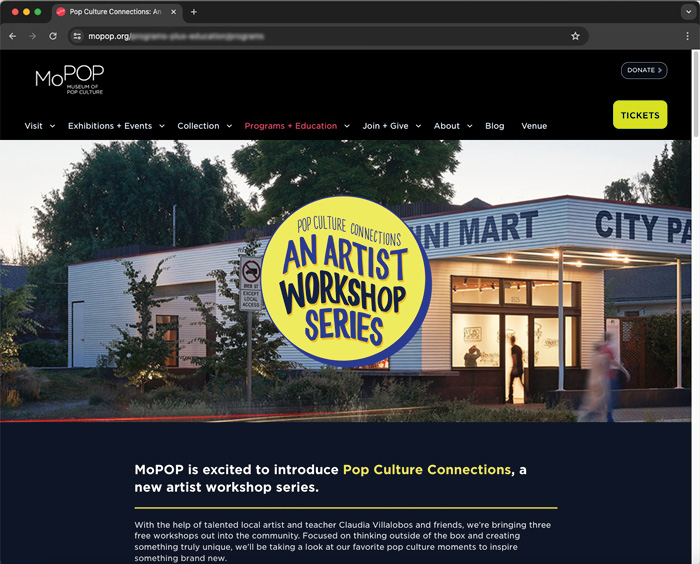 Pop Culture Connections: An
mopop.org/
MoPOP
MUSEUM OF
POP CULTURE
DONATE
TICKETS
Visit Exhibitions + Events Collection Programs + Education Join + Give About Blog Venue
POP CULTURE CONNECTIONS
AN ARTIST
WORKSHOP
SERIES
INI MART
CITY PA
EXCEPT
LOCAL
ACCESS
MoPOP is excited to introduce Pop Culture Connections, a
new artist workshop series.
With the help of talented local artist and teacher Claudia Villalobos and friends, we’re bringing three
free workshops out into the community. Focused on thinking outside of the box and creating
something truly unique, we’ll be taking a look at our favorite pop culture moments to inspire
something brand new.